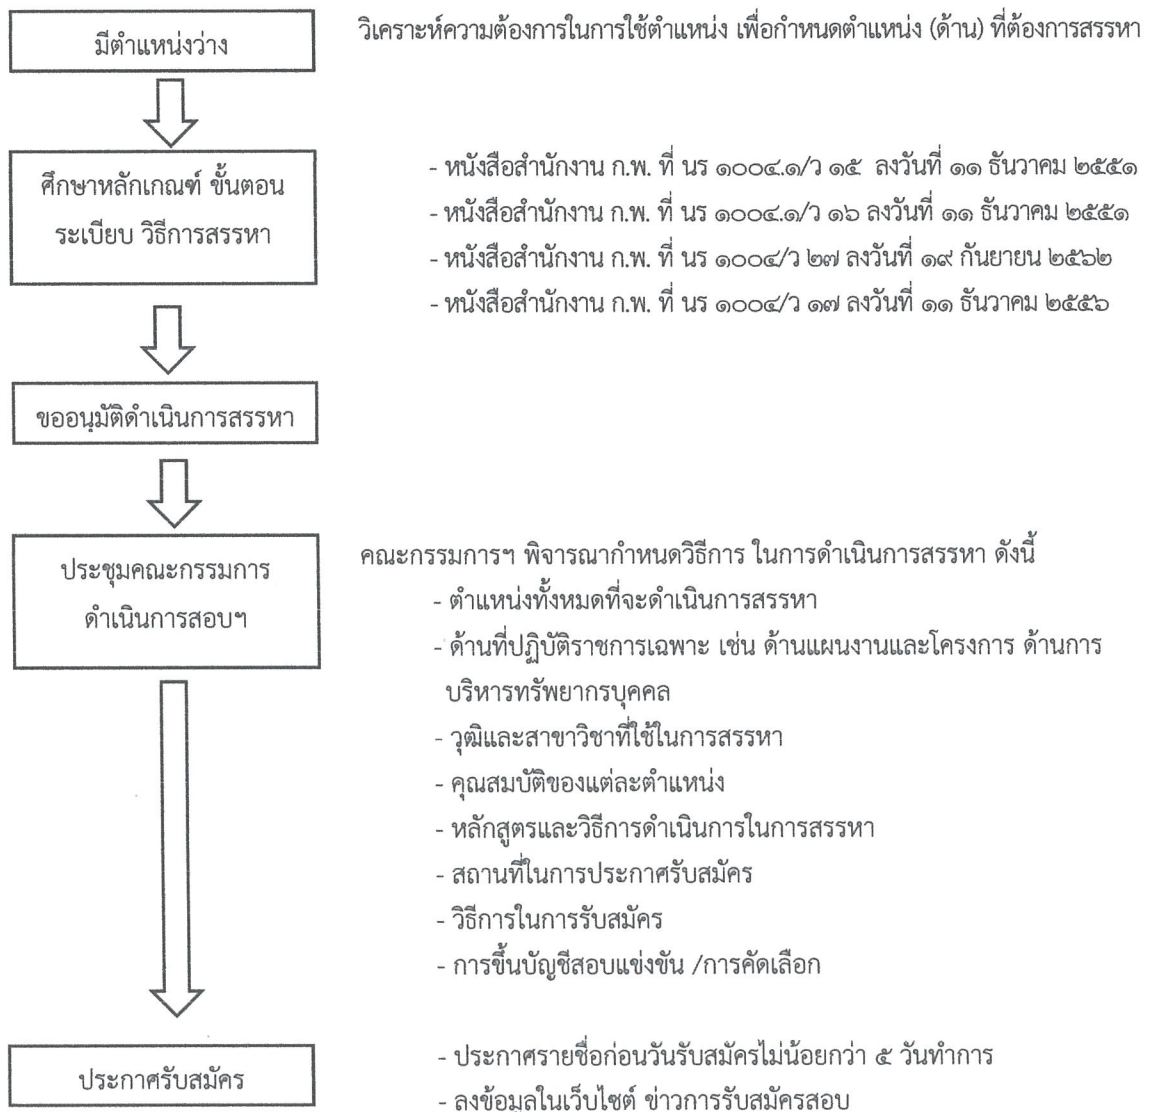 มีตำแหน่งว่าง
วิเคราะห์ความต้องการในการใช้ตำแหน่ง เพื่อกำหนดตำแหน่ง (ด้าน) ที่ต้องการสรรหา
ศึกษาหลักเกณฑ์ ขั้นตอน
ระเบียบ วิธีการสรรหา
- หนังสือสำนักงาน ก.พ. ที่ นร ๑๐๐๔.๑/ว ๑๕ ลงวันที่ ๑๑ ธันวาคม ๒๕๕๑
- หนังสือสำนักงาน ก.พ. ที่ นร ๑๐๐๔.๑/ว ๑๖ ลงวันที่ ๑๑ ธันวาคม ๒๕๕๑
- หนังสือสำนักงาน ก.พ. ที่ นร ๑๐๐๔/ว ๒๗ ลงวันที่ ๑๙ กันยายน ๒๕๖๒
- หนังสือสำนักงาน ก.พ. ที่ นร ๑๐๐๔/ว ๑๗ ลงวันที่ ๑๑ ธันวาคม ๒๕๕๖
ขออนุมัติดำเนินการสรรหา
ประชุมคณะกรรมการ
ดำเนินการสอบฯ
คณะกรรมการฯ พิจารณากำหนดวิธีการ ในการดำเนินการสรรหา ดังนี้
- ตำแหน่งทั้งหมดที่จะดำเนินการสรรหา
- ด้านที่ปฏิบัติราชการเฉพาะ เช่น ด้านแผนงานและโครงการ ด้านการ
บริหารทรัพยากรบุคคล
- วุฒิและสาขาวิชาที่ใช้ในการสรรหา
- คุณสมบัติของแต่ละตำแหน่ง
- หลักสูตรและวิธีการดำเนินการในการสรรหา
- สถานที่ในการประกาศรับสมัคร
- วิธีการในการรับสมัคร
- การขึ้นบัญชีสอบแข่งขัน /การคัดเลือก
ประกาศรับสมัคร
- ประกาศรายชื่อก่อนวันรับสมัครไม่น้อยกว่า ๕ วันทำการ
- ลงข้อมูลในเว็บไซต์ ข่าวการรับสมัครสอบ